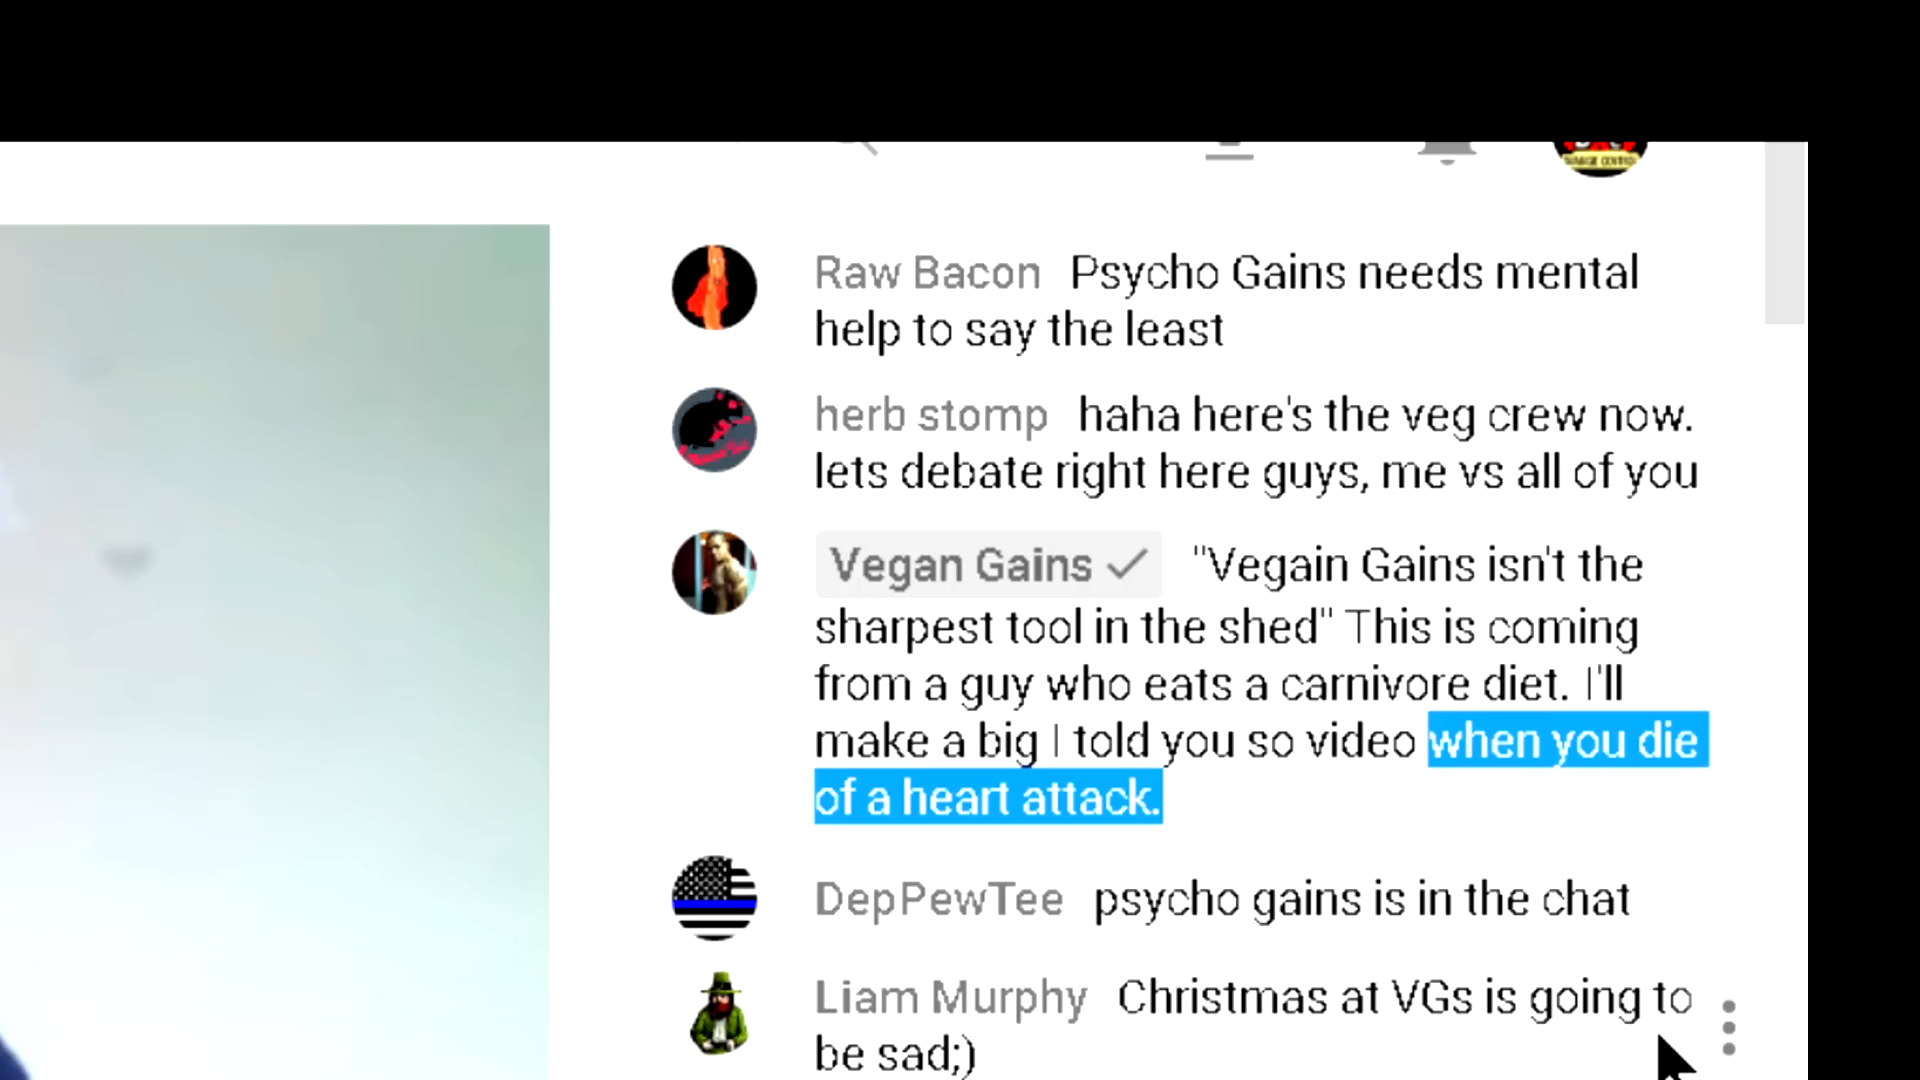 Raw Bacon Psycho Gains needs mental
help to say the least
herb stomp haha here's the veg crew now.
lets debate right here guys, me vs all of you
Vegan Gains "Vegain Gains isn't the
sharpest tool in the shed" This is coming
from a guy who eats a carnivore diet. I'll
make a big I told you so video when you die
of a heart attack.
DepPewTee psycho gains is in the chat
Liam Murphy Christmas at VGs is going to
be sad;)